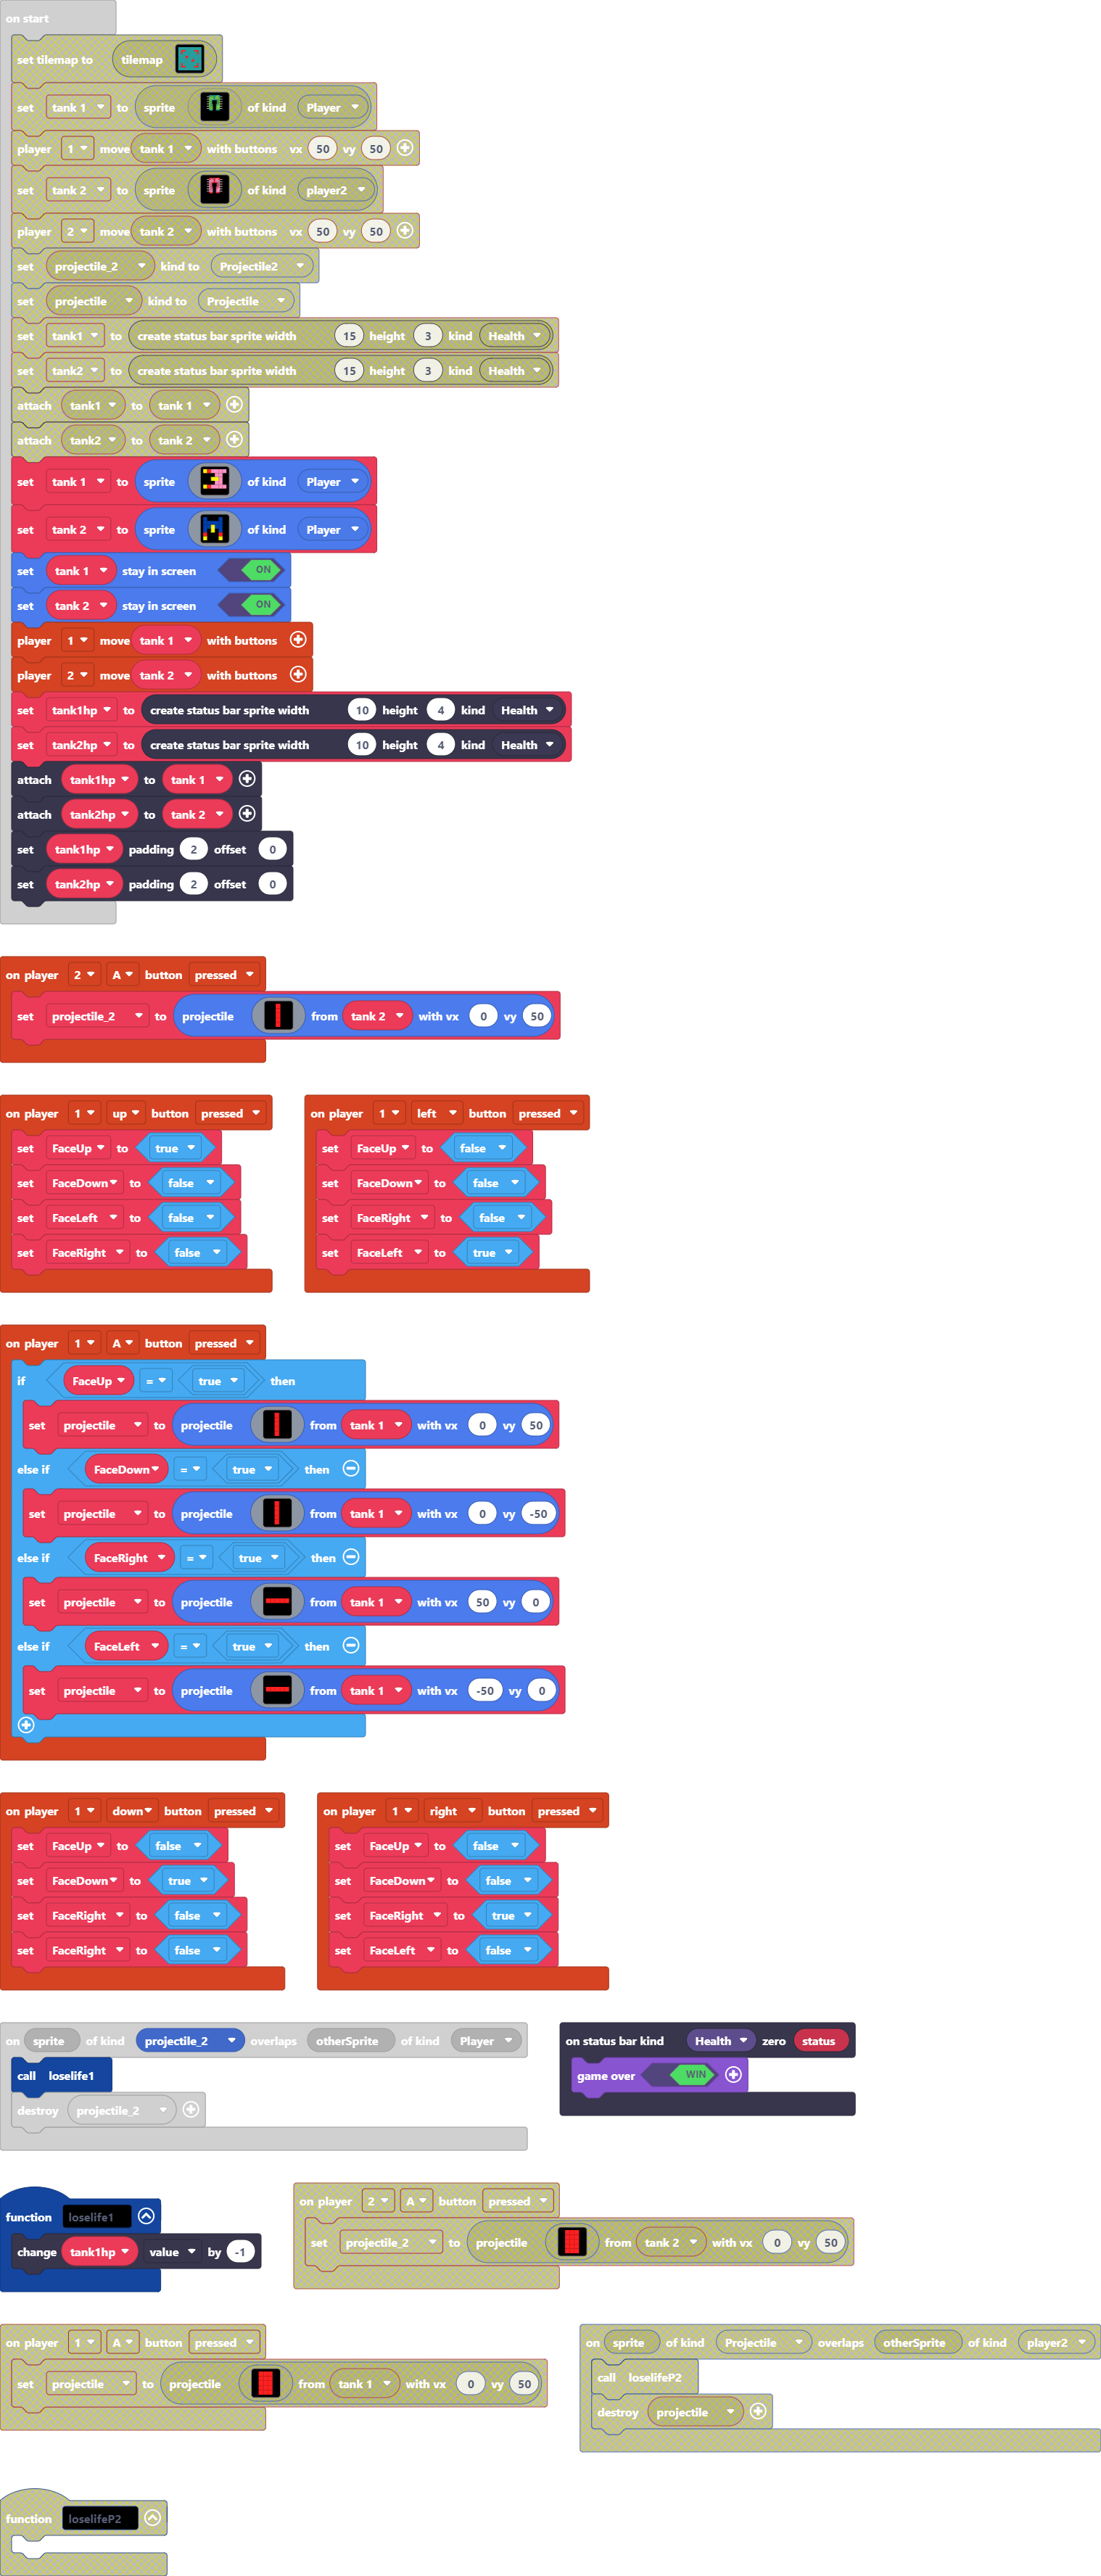 on start
set tilemap to tilemap
set tank 1 to sprite of kind Player
player 1 move tank 1 with buttons vx 50 vy 50
set tank 2 to sprite of kind player2
player 2 move tank 2 with buttons vx 50 vy 50
set projectile_2 kind to Projectile2
set projectile kind to Projectile
set tank1 to create status bar sprite width 15 height 3 kind Health
set tank2 to create status bar sprite width 15 height 3 kind Health
attach tank1 to tank 1
attach tank2 to tank 2
set tank 1 to sprite of kind Player
set tank 2 to sprite of kind Player
set tank 1 stay in screen ON
set tank 2 stay in screen ON
player 1 move tank 1 with buttons
player 2 move tank 2 with buttons
set tank1hp to create status bar sprite width 10 height 4 kind Health
set tank2hp to create status bar sprite width 10 height 4 kind Health
attach tank1hp to tank 1
attach tank2hp to tank 2
set tank1hp padding 2 offset 0
set tank2hp padding 2 offset 0
on player 2 A button pressed
set projectile_2 to projectile from tank 2 with vx 0 vy 50
on player 1 up button pressed
set FaceUp to true
set FaceDown to false
set FaceLeft to false
set FaceRight to false
on player 1 left button pressed
set FaceUp to false
set FaceDown to false
set FaceRight to false
set FaceLeft to true
on player 1 A button pressed
if FaceUp = true then
set projectile to projectile from tank 1 with vx 0 vy 50
else if FaceDown = true then
set projectile to projectile from tank 1 with vx 0 vy -50
else if FaceRight = true then
set projectile to projectile from tank 1 with vx 50 vy 0
else if FaceLeft = true then
set projectile to projectile from tank 1 with vx -50 vy 0
on player 1 down button pressed
set FaceUp to false
set FaceDown to true
set FaceRight to false
set FaceRight to false
on player 1 right button pressed
set FaceUp to false
set FaceDown to false
set FaceRight to true
set FaceLeft to false
on sprite of kind projectile_2 overlaps otherSprite of kind Player
call loselife1
destroy projectile_2
on status bar kind Health zero status
game over WIN
function loselife1
change tank1hp value by -1
on player 2 A button pressed
set projectile_2 to projectile from tank 2 with vx 0 vy 50
on player 1 A button pressed
set projectile to projectile from tank 1 with vx 0 vy 50
on sprite of kind Projectile overlaps otherSprite of kind player2
call loselifeP2
destroy projectile
function loselifeP2